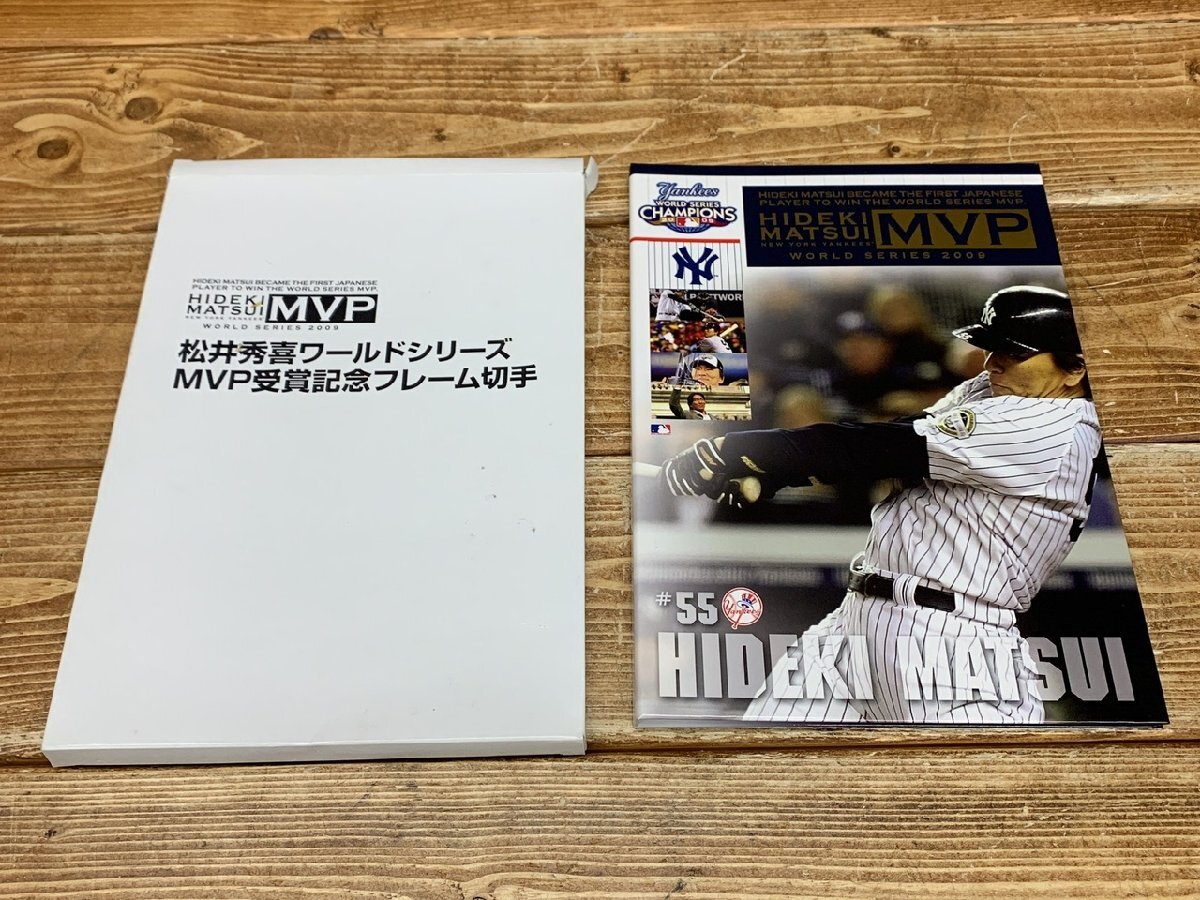 HIDEKI MATSUI BECAME THE FIRST JAPANESE
PLAYER TO WIN THE WORLD SERIES MVP.
HIDEKI
MATSUI
NEW YORK YANKEES
MVP
WORLD SERIES 2009
松井秀喜ワールドシリーズ
MVP受賞記念フレーム切手
Yankees
WORLD SERIES
CHAMPIONS
2009
NY
HIDEKI MATSUI BECAME THE FIRST JAPANESE
PLAYER TO WIN THE WORLD SERIES MVP.
HIDEKI
MATSUI
NEW YORK YANKEES
MVP
WORLD SERIES 2009
#55
Yankees
HIDEKI MATSUI